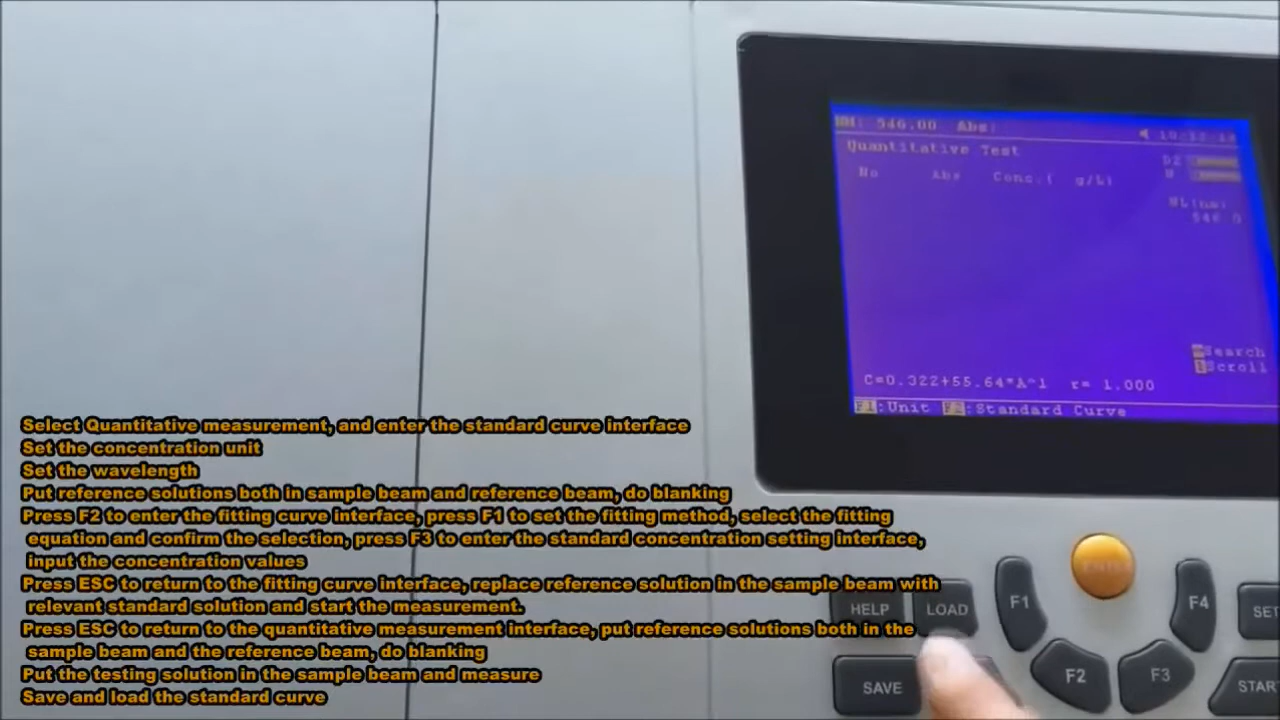 546.00 Abs:
Quantitative Test
No Abs Conc.( g/L)
D2
W
WL(nm:
546.0
Search
Scroll
C=0.322+55.64*A^1 r= 1.000
F1:Unit F2:Standard Curve
Select Quantitative measurement, and enter the standard curve interface
Set the concentration unit
Set the wavelength
Put reference solutions both in sample beam and reference beam, do blanking
Press F2 to enter the fitting curve interface, press F1 to set the fitting method, select the fitting
equation and confirm the selection, press F3 to enter the standard concentration setting interface,
input the concentration values
Press ESC to return to the fitting curve interface, replace reference solution in the sample beam with
relevant standard solution and start the measurement.
Press ESC to return to the quantitative measurement interface, put reference solutions both in the
sample beam and the reference beam, do blanking
Put the testing solution in the sample beam and measure
Save and load the standard curve
HELP LOAD F1 F4 SET
SAVE F2 F3 START